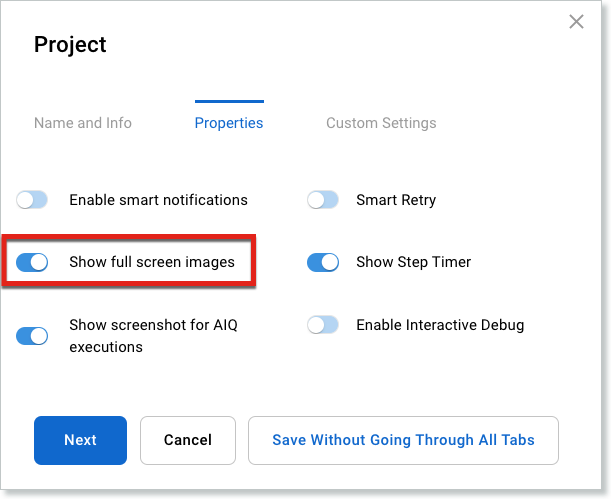 Project
Name and Info
Properties
Custom Settings
Enable smart notifications
Smart Retry
Show full screen images
Show Step Timer
Show screenshot for AIQ
executions
Enable Interactive Debug
Next
Cancel
Save Without Going Through All Tabs